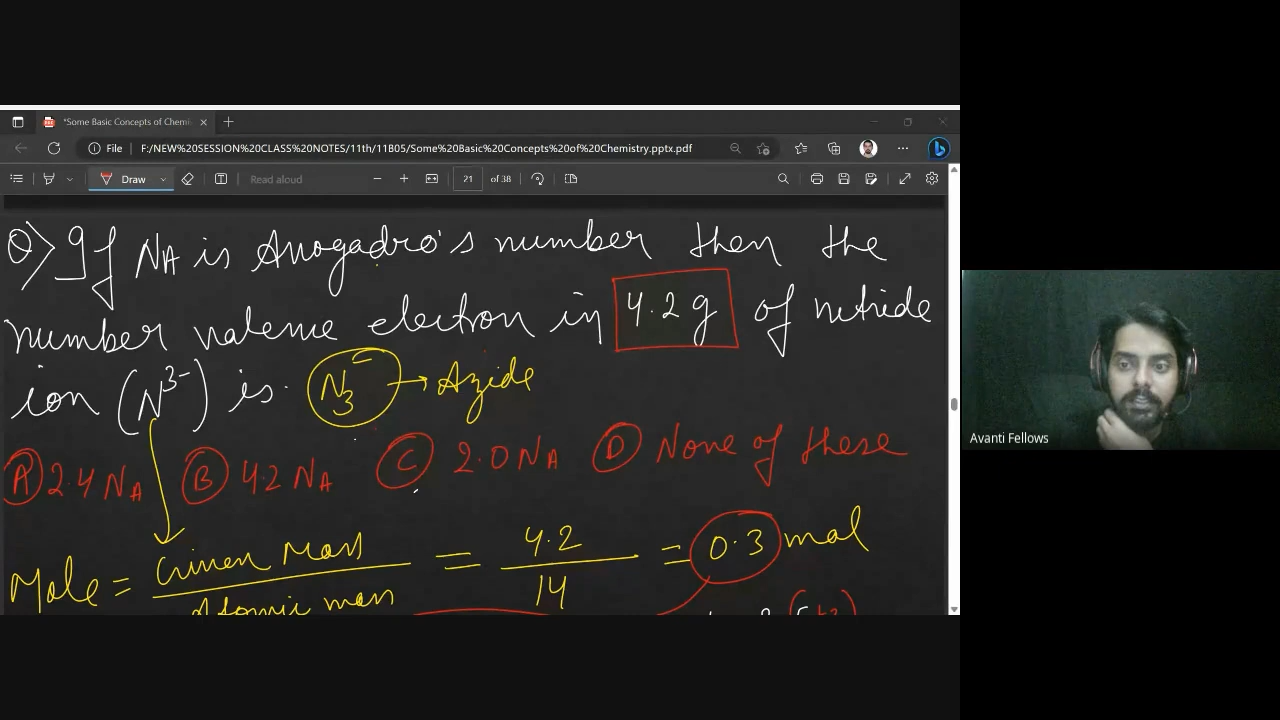 *Some Basic Concepts of Chemi
File F:/NEW%20SESSION%20CLASS%20NOTES/11th/11B05/Some%20Basic%20Concepts%20of%20Chemistry.pptx.pdf
Draw Read aloud 21 of 38
Q> If NA is Avogadro's number then the
number valence electron in 4.2 g of nitride
ion (N3-) is. N3- → Azide
A 2.4 NA B 4.2 NA C 2.0 NA D None of these
Mole = Given Mass / Atomic mass = 4.2 / 14 = 0.3 mol
Avanti Fellows